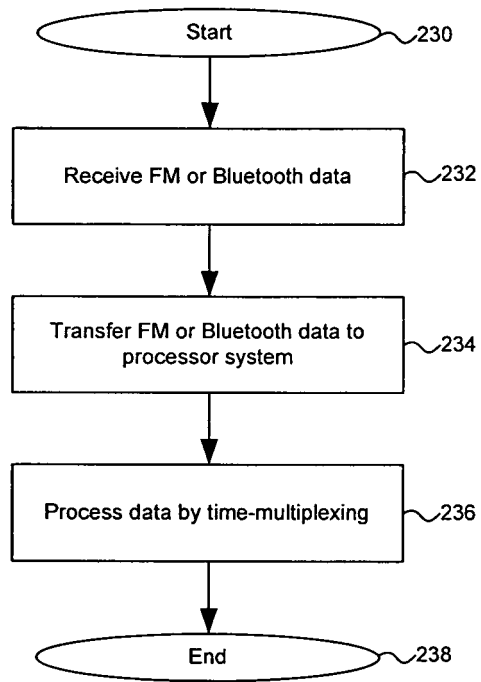 Start
230
Receive FM or Bluetooth data
232
Transfer FM or Bluetooth data to
processor system
234
Process data by time-multiplexing
236
End
238